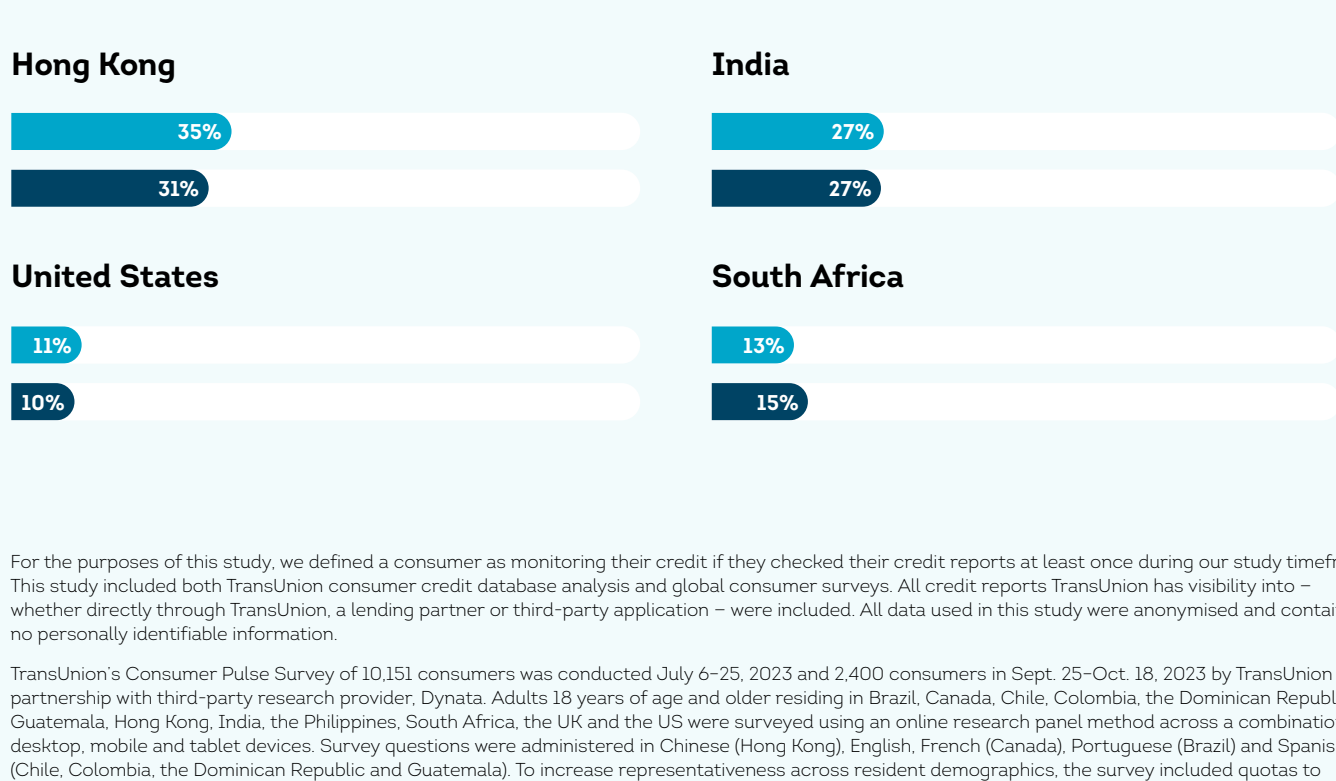 Hong Kong
35%
31%
India
27%
27%
United States
11%
10%
South Africa
13%
15%
For the purposes of this study, we defined a consumer as monitoring their credit if they checked their credit reports at least once during our study
This study included both TransUnion consumer credit database analysis and global consumer surveys. All credit reports TransUnion has visibility into –
whether directly through TransUnion, a lending partner or third-party application – were included. All data used in this study were anonymised and
no personally identifiable information.
TransUnion's Consumer Pulse Survey of 10,151 consumers was conducted July 6–25, 2023 and 2,400 consumers in Sept. 25–Oct. 18, 2023 by TransUnion
partnership with third-party research provider, Dynata. Adults 18 years of age and older residing in Brazil, Canada, Chile, Colombia, the Dominican
Guatemala, Hong Kong, India, the Philippines, South Africa, the UK and the US were surveyed using an online research panel method across a
desktop, mobile and tablet devices. Survey questions were administered in Chinese (Hong Kong), English, French (Canada), Portuguese (Brazil) and
(Chile, Colombia, the Dominican Republic and Guatemala). To increase representativeness across resident demographics, the survey included quotas to